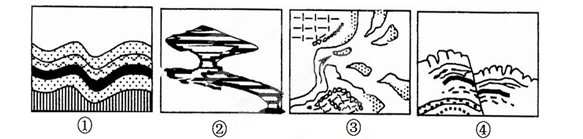 ① ② ③ ④